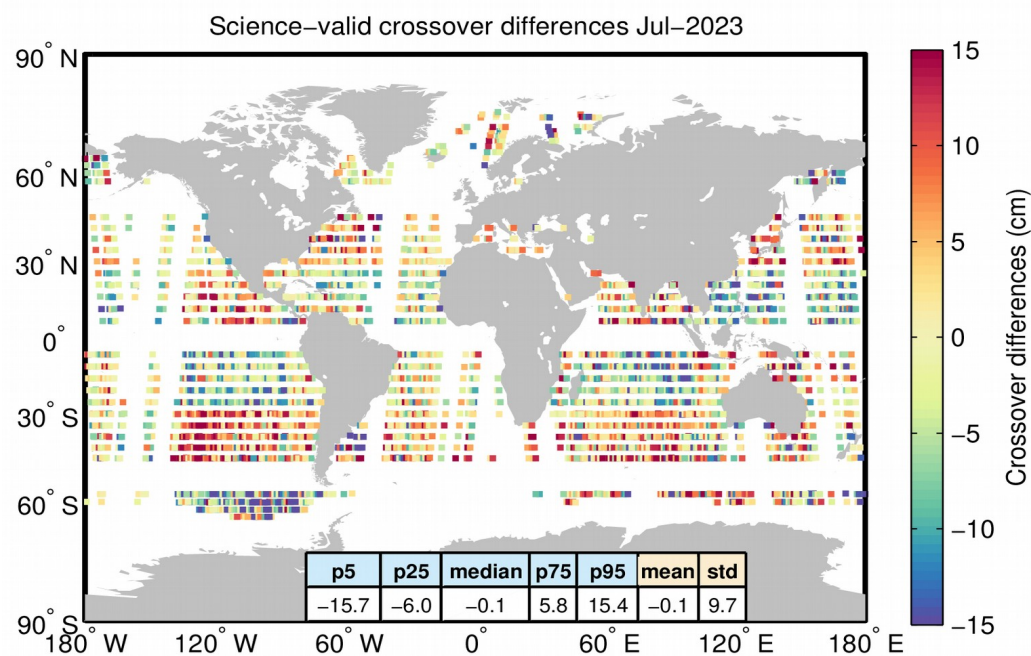 Science−valid crossover differences Jul−2023
90° N
60° N
30° N
0°
30° S
60° S
90° S
180° W
120° W
60° W
0°
60° E
120° E
180° E
p5 p25 median p75 p95 mean std
−15.7 −6.0 −0.1 5.8 15.4 −0.1 9.7
15
10
5
0
−5
−10
−15
Crossover differences (cm)